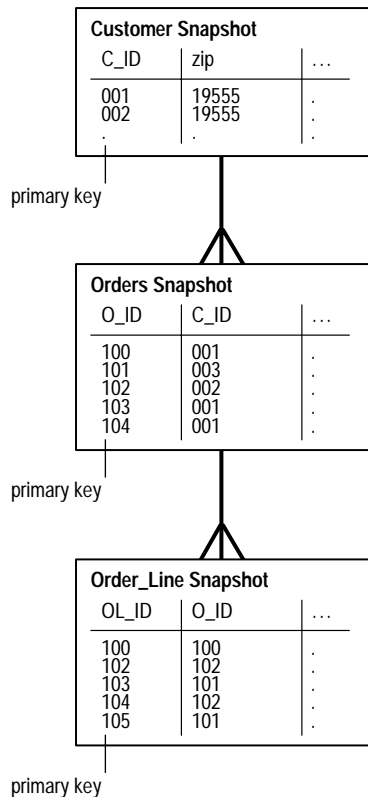 Customer Snapshot
C_ID zip ...
001 19555 .
002 19555 .
. . .
primary key
Orders Snapshot
O_ID C_ID ...
100 001 .
101 003 .
102 002 .
103 001 .
104 001 .
primary key
Order_Line Snapshot
OL_ID O_ID ...
100 100 .
102 102 .
103 101 .
104 102 .
105 101 .
primary key